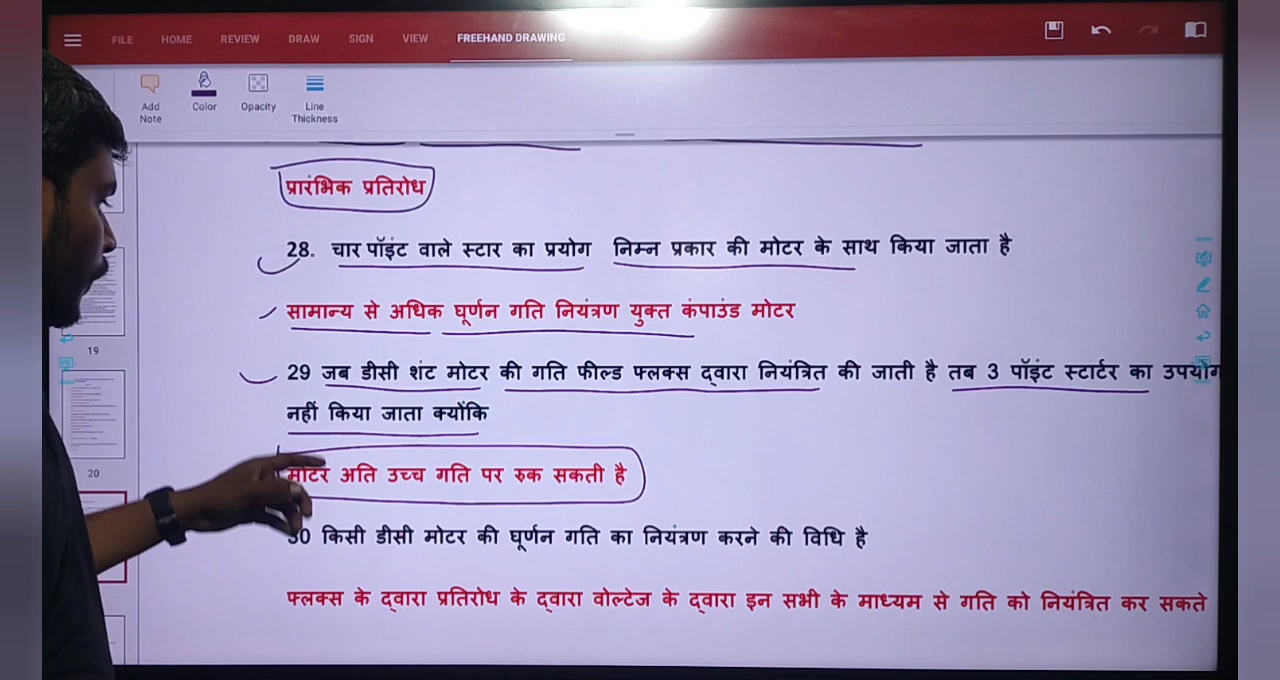 FILE HOME REVIEW DRAW SIGN VIEW FREEHAND DRAWING
Add Note Color Opacity Line Thickness
प्रारंभिक प्रतिरोध
28. चार पॉइंट वाले स्टार का प्रयोग निम्न प्रकार की मोटर के साथ किया जाता है
सामान्य से अधिक घूर्णन गति नियंत्रण युक्त कंपाउंड मोटर
29 जब डीसी शंट मोटर की गति फील्ड फ्लक्स द्वारा नियंत्रित की जाती है तब 3 पॉइंट स्टार्टर का उपयोग
नहीं किया जाता क्योंकि
मोटर अति उच्च गति पर रुक सकती है
30 किसी डीसी मोटर की घूर्णन गति का नियंत्रण करने की विधि है
फ्लक्स के द्वारा प्रतिरोध के द्वारा वोल्टेज के द्वारा इन सभी के माध्यम से गति को नियंत्रित कर सकते
19
20